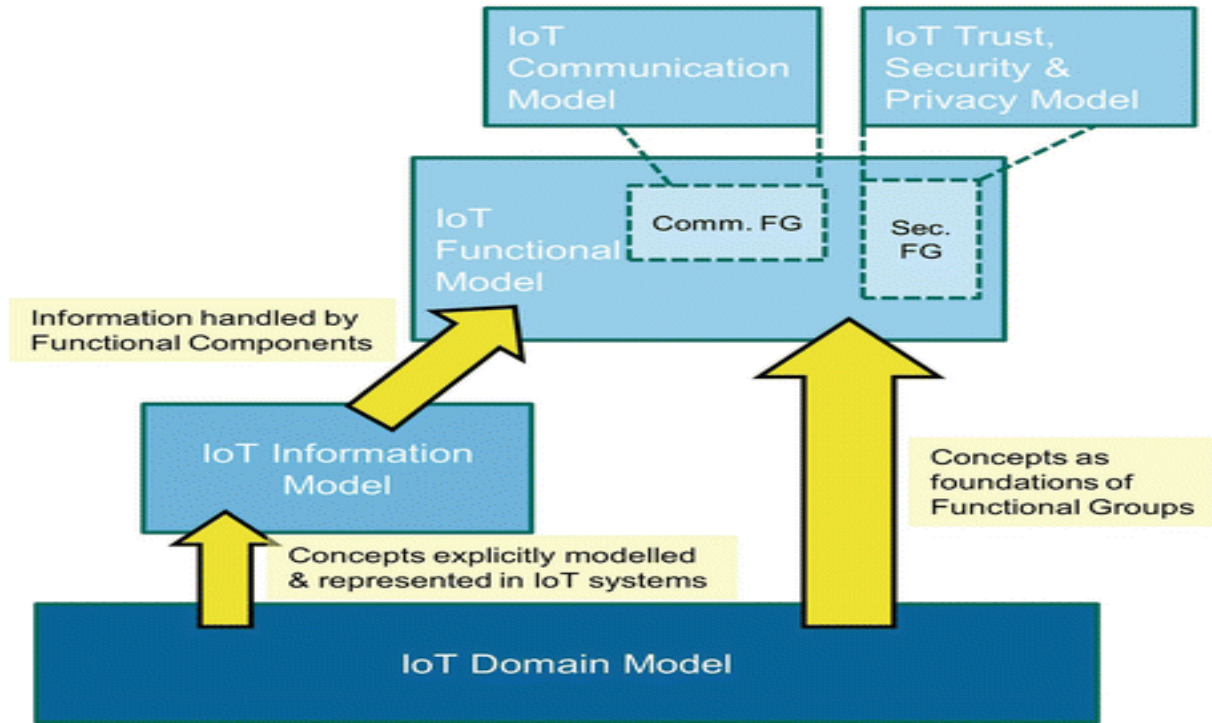 IoT
Communication
Model
IoT Trust,
Security &
Privacy Model
IoT
Functional
Model
Comm. FG
Sec.
FG
Information handled by
Functional Components
IoT Information
Model
Concepts as
foundations of
Functional Groups
Concepts explicitly modelled
& represented in IoT systems
IoT Domain Model